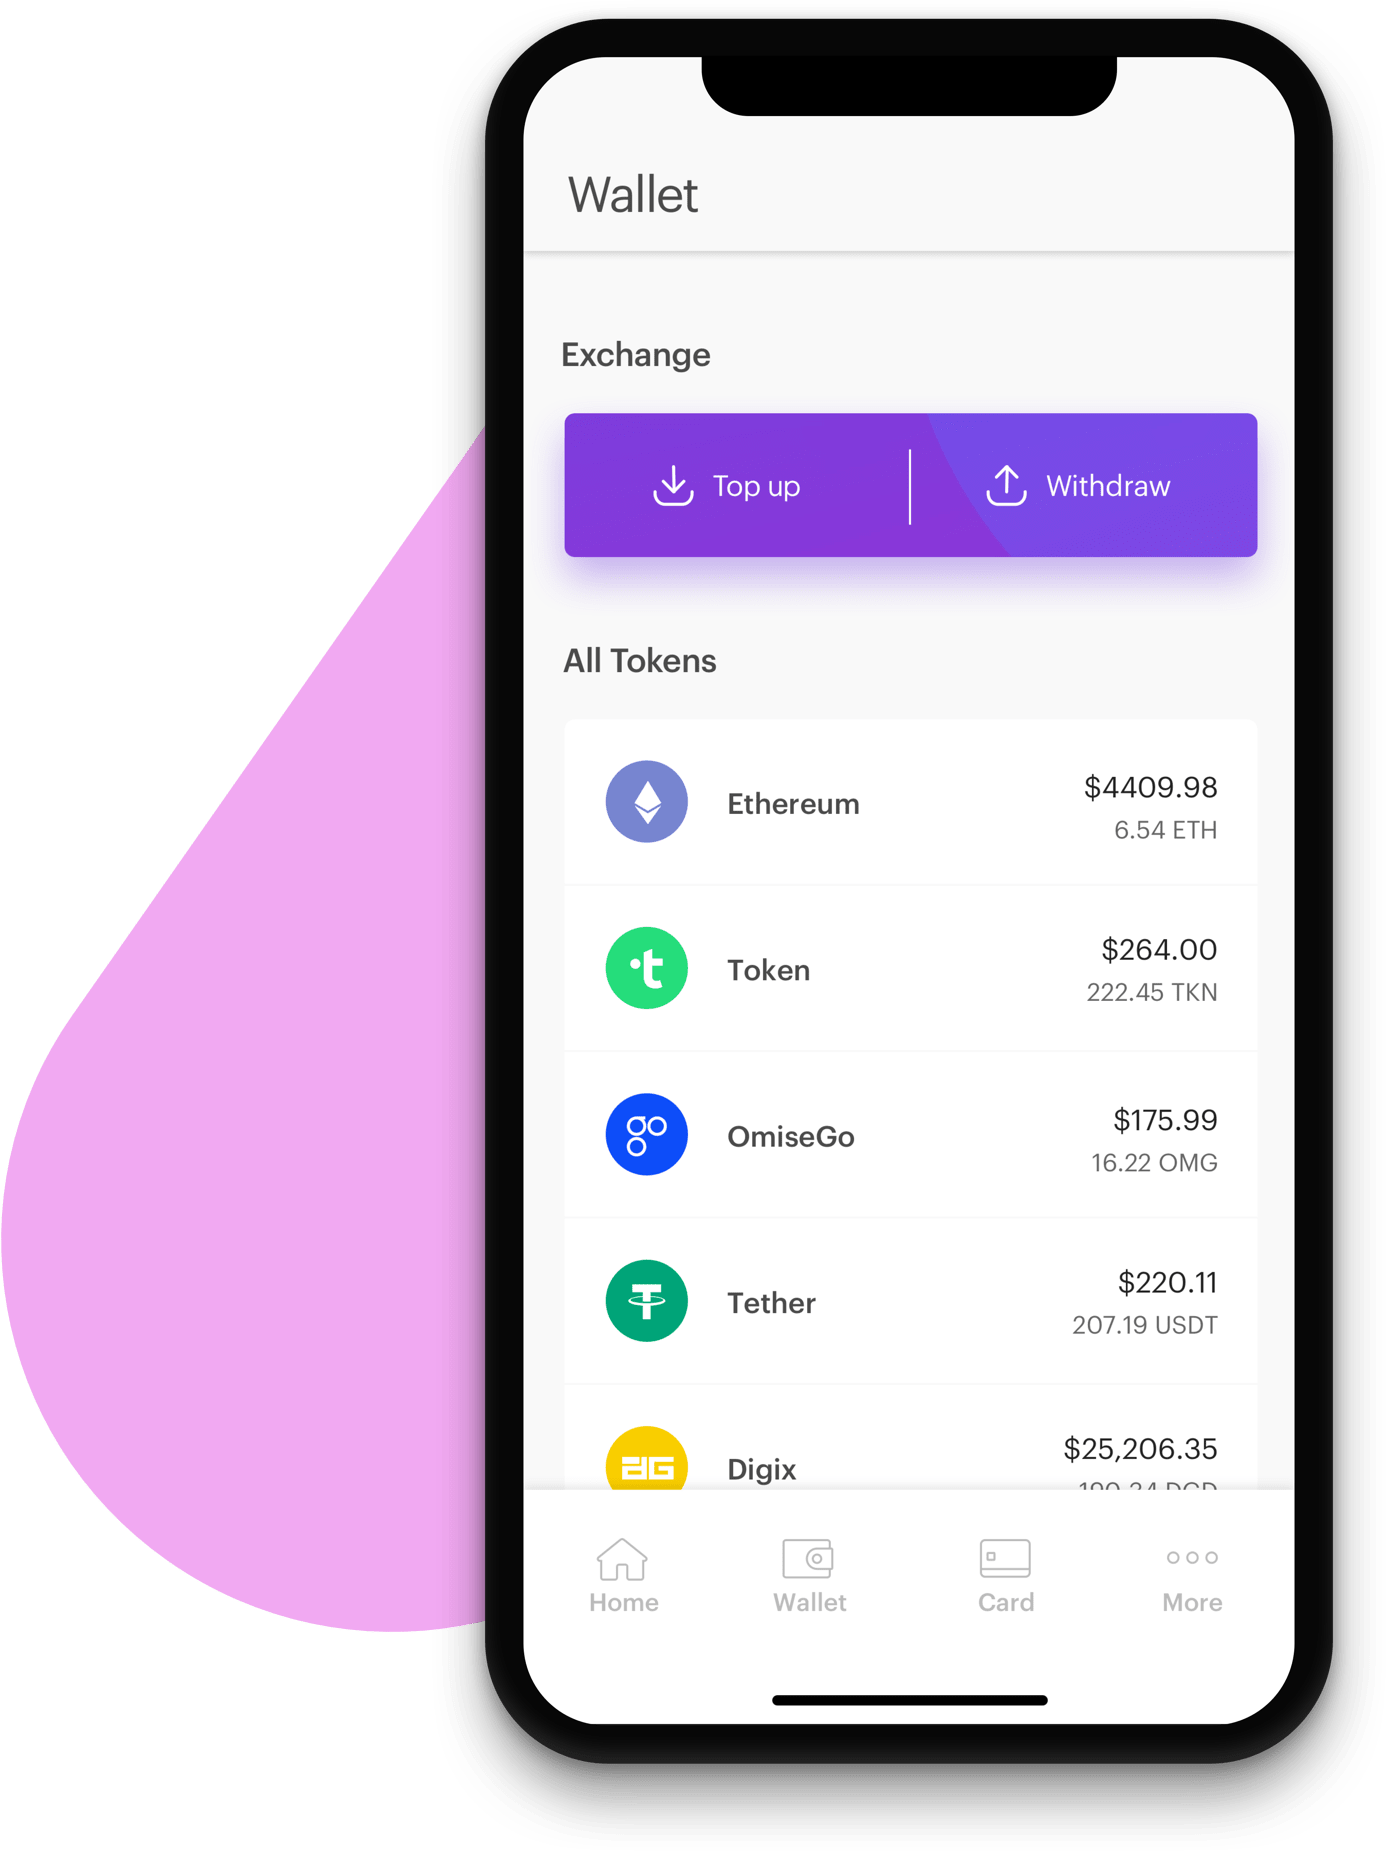 Wallet
Exchange
Top up
Withdraw
All Tokens
Ethereum
$4409.98
6.54 ETH
Token
$264.00
222.45 TKN
OmiseGo
$175.99
16.22 OMG
Tether
$220.11
207.19 USDT
Digix
$25,206.35
Home
Wallet
Card
More